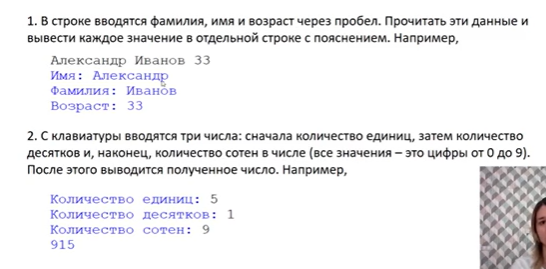 1. В строке вводятся фамилия, имя и возраст через пробел. Прочитать эти данные и
вывести каждое значение в отдельной строке с пояснением. Например,
Александр Иванов 33
Имя: Александр
Фамилия: Иванов
Возраст: 33
2. С клавиатуры вводятся три числа: сначала количество единиц, затем количество
десятков и, наконец, количество сотен в числе (все значения – это цифры от 0 до 9).
После этого выводится полученное число. Например,
Количество единиц: 5
Количество десятков: 1
Количество сотен: 9
915